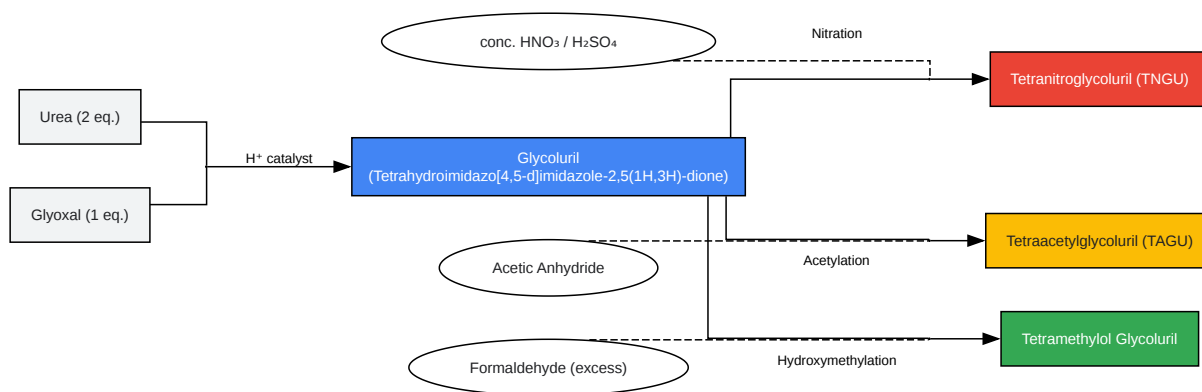 conc. HNO₃ / H₂SO₄
Nitration
Tetranitroglycoluril (TNGU)
Urea (2 eq.)
H⁺ catalyst
Glycoluril
(Tetrahydroimidazo[4,5-d]imidazole-2,5(1H,3H)-dione)
Glyoxal (1 eq.)
Tetraacetylglycoluril (TAGU)
Acetic Anhydride
Acetylation
Tetramethylol Glycoluril
Formaldehyde (excess)
Hydroxymethylation